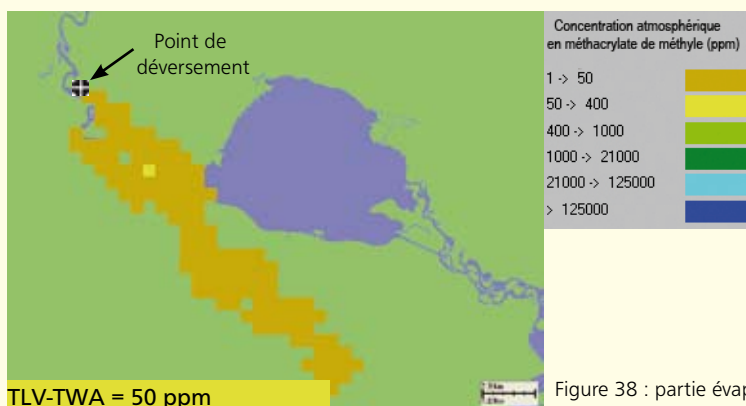 Point de
déversement
Concentration atmosphérique
en méthacrylate de méthyle (ppm)
1 -> 50
50 -> 400
400 -> 1000
1000 -> 21000
21000 -> 125000
> 125000
TLV-TWA = 50 ppm
Figure 38 : partie évap